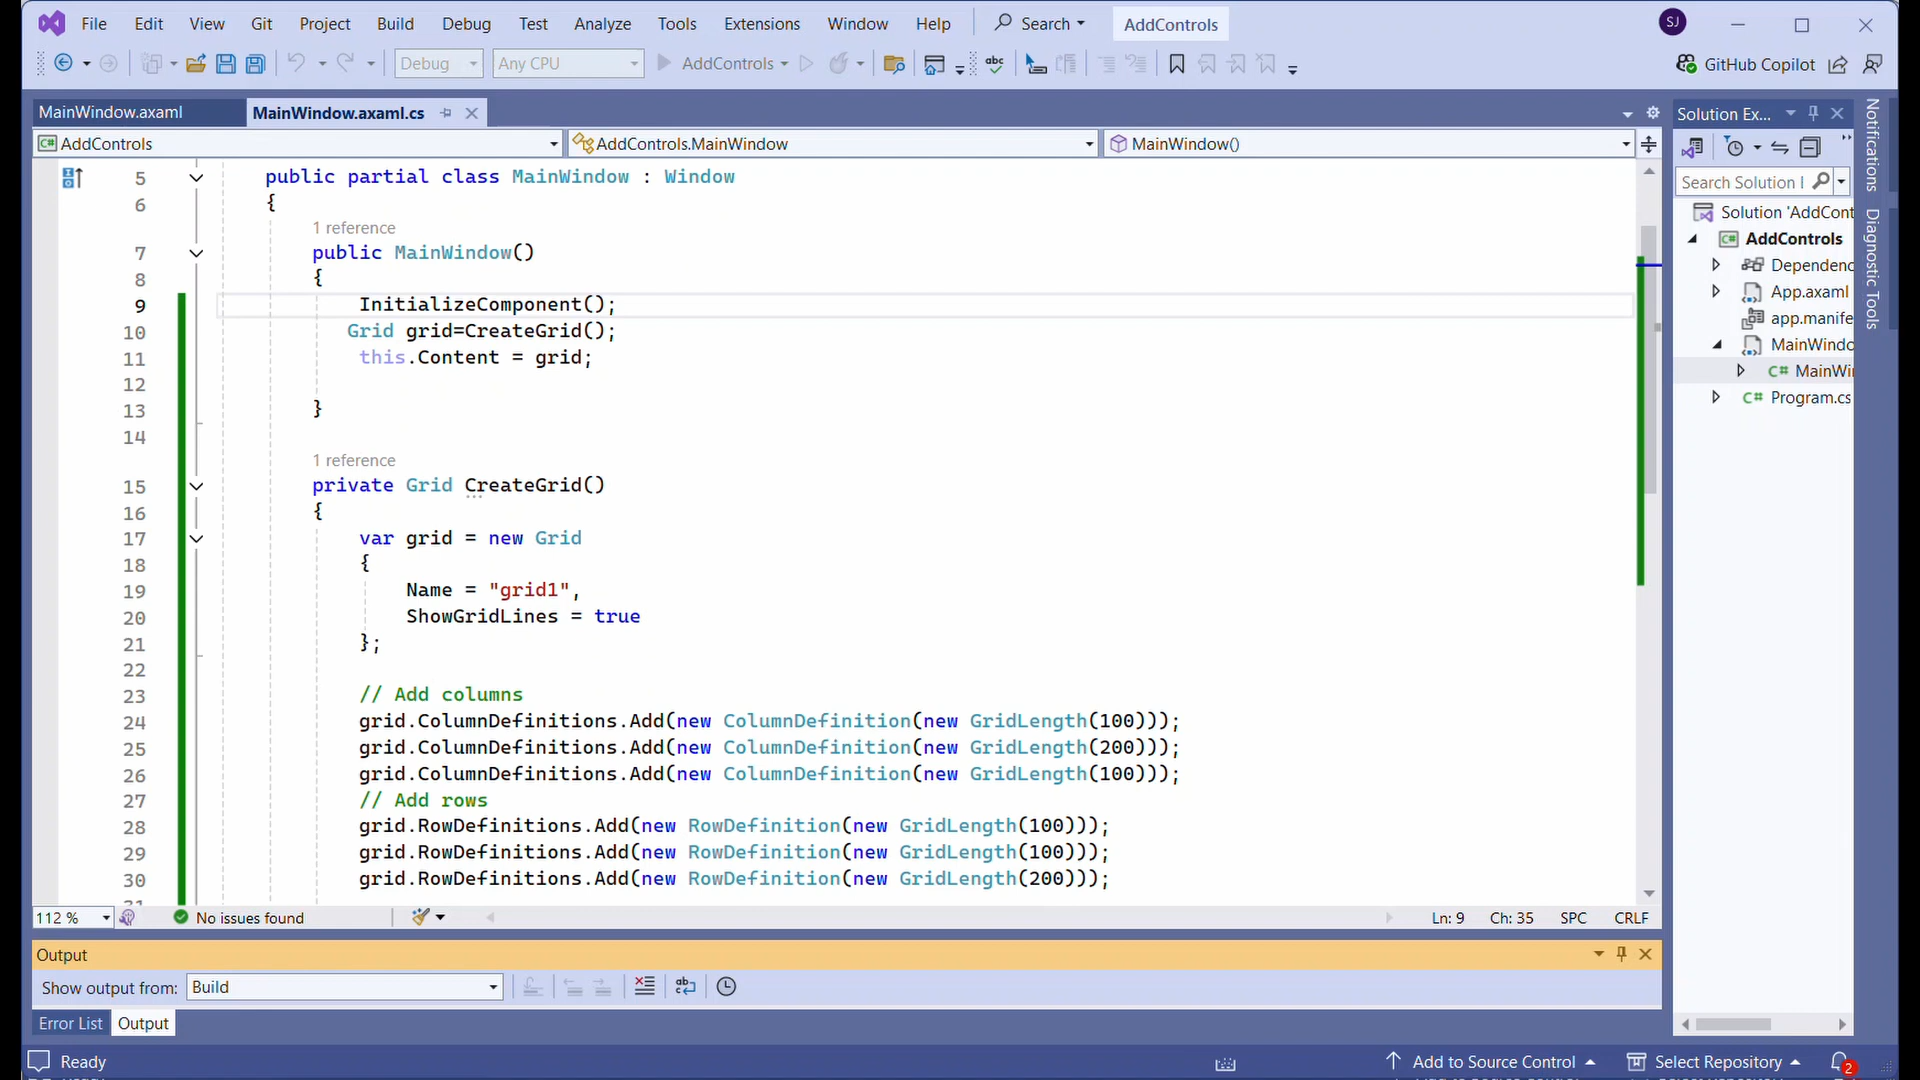 File Edit View Git Project Build Debug Test Analyze Tools Extensions Window Help Search AddControls SJ
Debug Any CPU AddControls abc GitHub Copilot
MainWindow.axaml MainWindow.axaml.cs
AddControls AddControls.MainWindow MainWindow()
5 public partial class MainWindow : Window
6 {
1 reference
7 public MainWindow()
8 {
9 InitializeComponent();
10 Grid grid=CreateGrid();
11 this.Content = grid;
12
13 }
14
1 reference
15 private Grid CreateGrid()
16 {
17 var grid = new Grid
18 {
19 Name = "grid1",
20 ShowGridLines = true
21 };
22
23 // Add columns
24 grid.ColumnDefinitions.Add(new ColumnDefinition(new GridLength(100)));
25 grid.ColumnDefinitions.Add(new ColumnDefinition(new GridLength(200)));
26 grid.ColumnDefinitions.Add(new ColumnDefinition(new GridLength(100)));
27 // Add rows
28 grid.RowDefinitions.Add(new RowDefinition(new GridLength(100)));
29 grid.RowDefinitions.Add(new RowDefinition(new GridLength(100)));
30 grid.RowDefinitions.Add(new RowDefinition(new GridLength(200)));
112 % No issues found Ln: 9 Ch: 35 SPC CRLF
Output
Show output from: Build
Error List Output
Solution Ex...
Search Solution
Solution 'AddCont
C# AddControls
Dependenc
App.axaml
app.manife
MainWindo
C# MainWi
C# Program.cs
Notifications
Diagnostic Tools
Ready Add to Source Control Select Repository 2